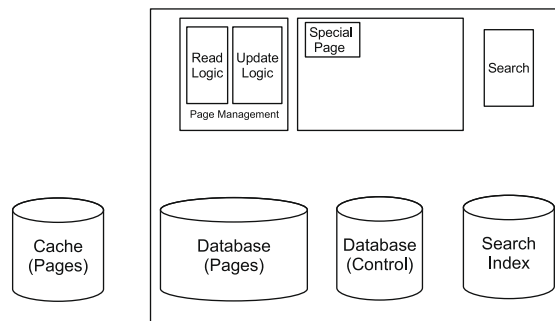 Read
Logic
Update
Logic
Page Management
Special
Page
Search
Cache
(Pages)
Database
(Pages)
Database
(Control)
Search
Index